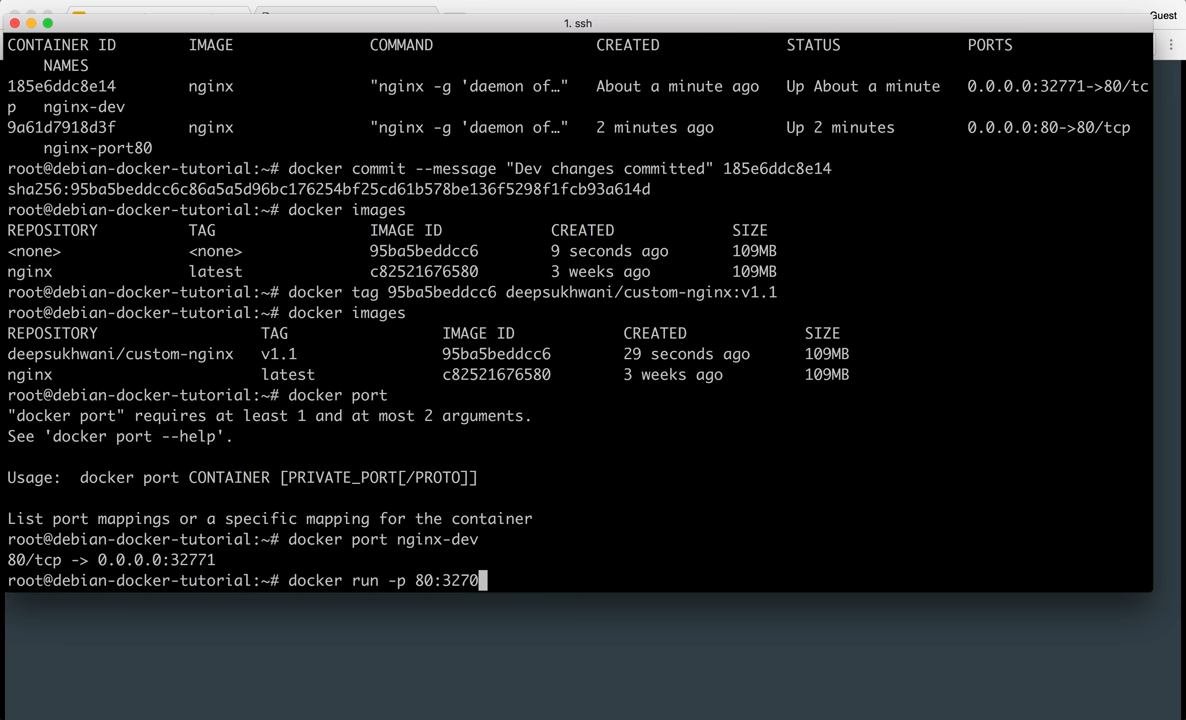 Guest
1. ssh
CONTAINER ID IMAGE COMMAND CREATED STATUS PORTS
NAMES
185e6ddc8e14 nginx "nginx -g 'daemon of…" About a minute ago Up About a minute 0.0.0.0:32771->80/tc
p nginx-dev
9a61d7918d3f nginx "nginx -g 'daemon of…" 2 minutes ago Up 2 minutes 0.0.0.0:80->80/tcp
nginx-port80
root@debian-docker-tutorial:~# docker commit --message "Dev changes committed" 185e6ddc8e14
sha256:95ba5beddcc6c86a5a5d96bc176254bf25cd61b578be136f5298f1fcb93a614d
root@debian-docker-tutorial:~# docker images
REPOSITORY TAG IMAGE ID CREATED SIZE
<none> <none> 95ba5beddcc6 9 seconds ago 109MB
nginx latest c82521676580 3 weeks ago 109MB
root@debian-docker-tutorial:~# docker tag 95ba5beddcc6 deepsukhwani/custom-nginx:v1.1
root@debian-docker-tutorial:~# docker images
REPOSITORY TAG IMAGE ID CREATED SIZE
deepsukhwani/custom-nginx v1.1 95ba5beddcc6 29 seconds ago 109MB
nginx latest c82521676580 3 weeks ago 109MB
root@debian-docker-tutorial:~# docker port
"docker port" requires at least 1 and at most 2 arguments.
See 'docker port --help'.
Usage: docker port CONTAINER [PRIVATE_PORT[/PROTO]]
List port mappings or a specific mapping for the container
root@debian-docker-tutorial:~# docker port nginx-dev
80/tcp -> 0.0.0.0:32771
root@debian-docker-tutorial:~# docker run -p 80:3270